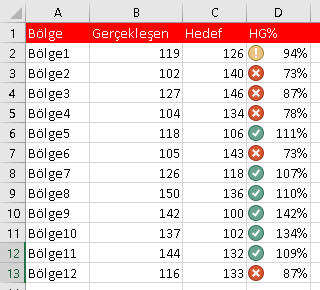 A B C D
1 Bölge Gerçekleşen Hedef HG%
2 Bölge1 119 126 94%
3 Bölge2 102 140 73%
4 Bölge3 127 146 87%
5 Bölge4 104 134 78%
6 Bölge5 118 106 111%
7 Bölge6 105 143 73%
8 Bölge7 126 118 107%
9 Bölge8 150 136 110%
10 Bölge9 142 100 142%
11 Bölge10 137 102 134%
12 Bölge11 144 132 109%
13 Bölge12 116 133 87%